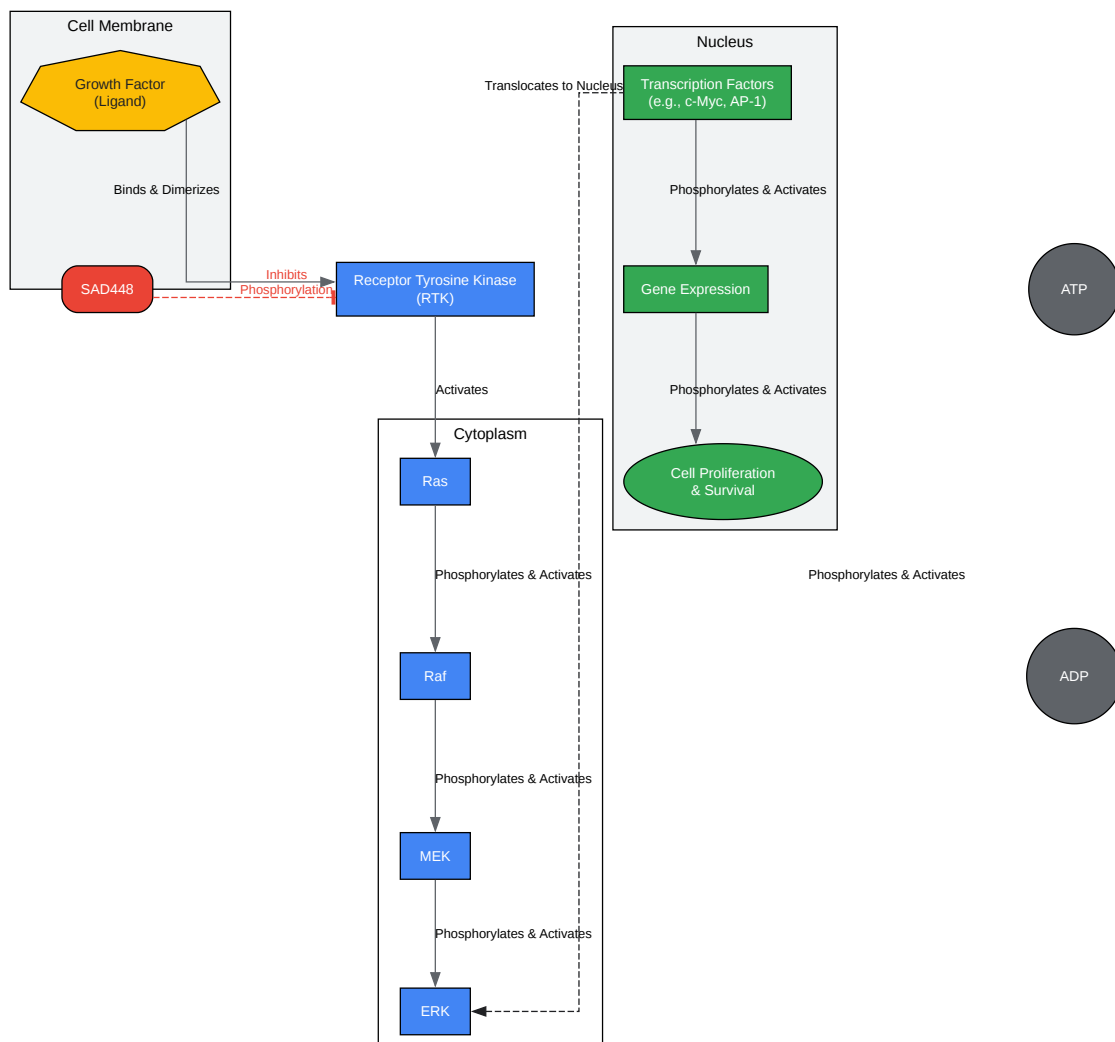 Cell Membrane
Growth Factor
(Ligand)
Binds & Dimerizes
SAD448
Inhibits
Phosphorylation
Receptor Tyrosine Kinase
(RTK)
Activates
Cytoplasm
Ras
Phosphorylates & Activates
Raf
Phosphorylates & Activates
MEK
Phosphorylates & Activates
ERK
Translocates to Nucleus
Nucleus
Transcription Factors
(e.g., c-Myc, AP-1)
Phosphorylates & Activates
Gene Expression
Phosphorylates & Activates
Cell Proliferation
& Survival
ATP
Phosphorylates & Activates
ADP